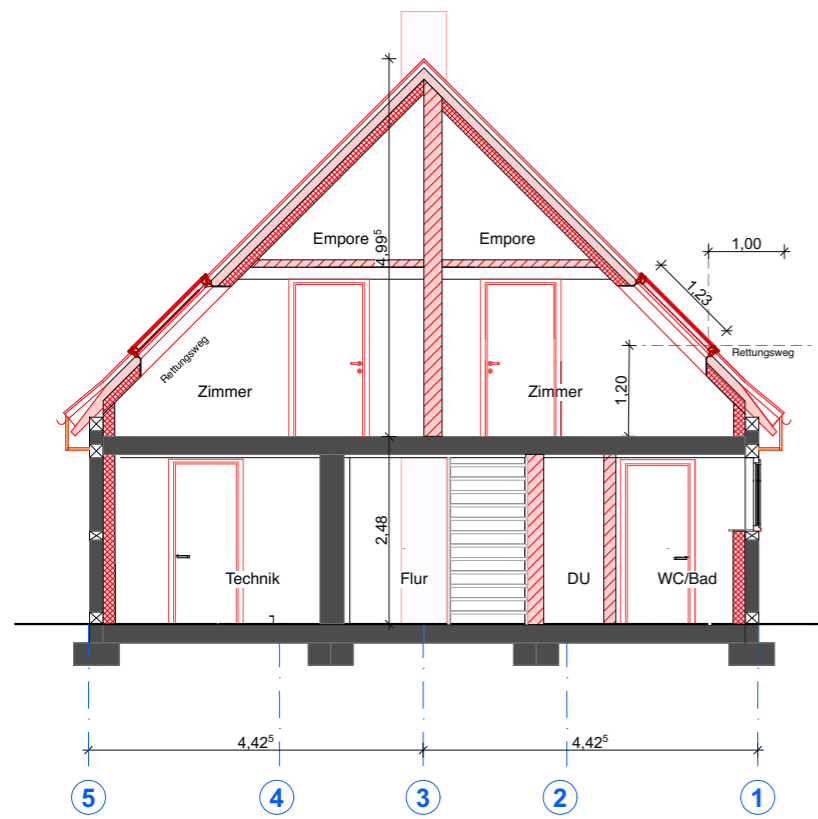 Empore
Empore
4,99⁵
1,00
1,23
Rettungsweg
Rettungsweg
Zimmer
Zimmer
1,20
2,48
Technik
Flur
DU
WC/Bad
4,42⁵
4,42⁵
5
4
3
2
1